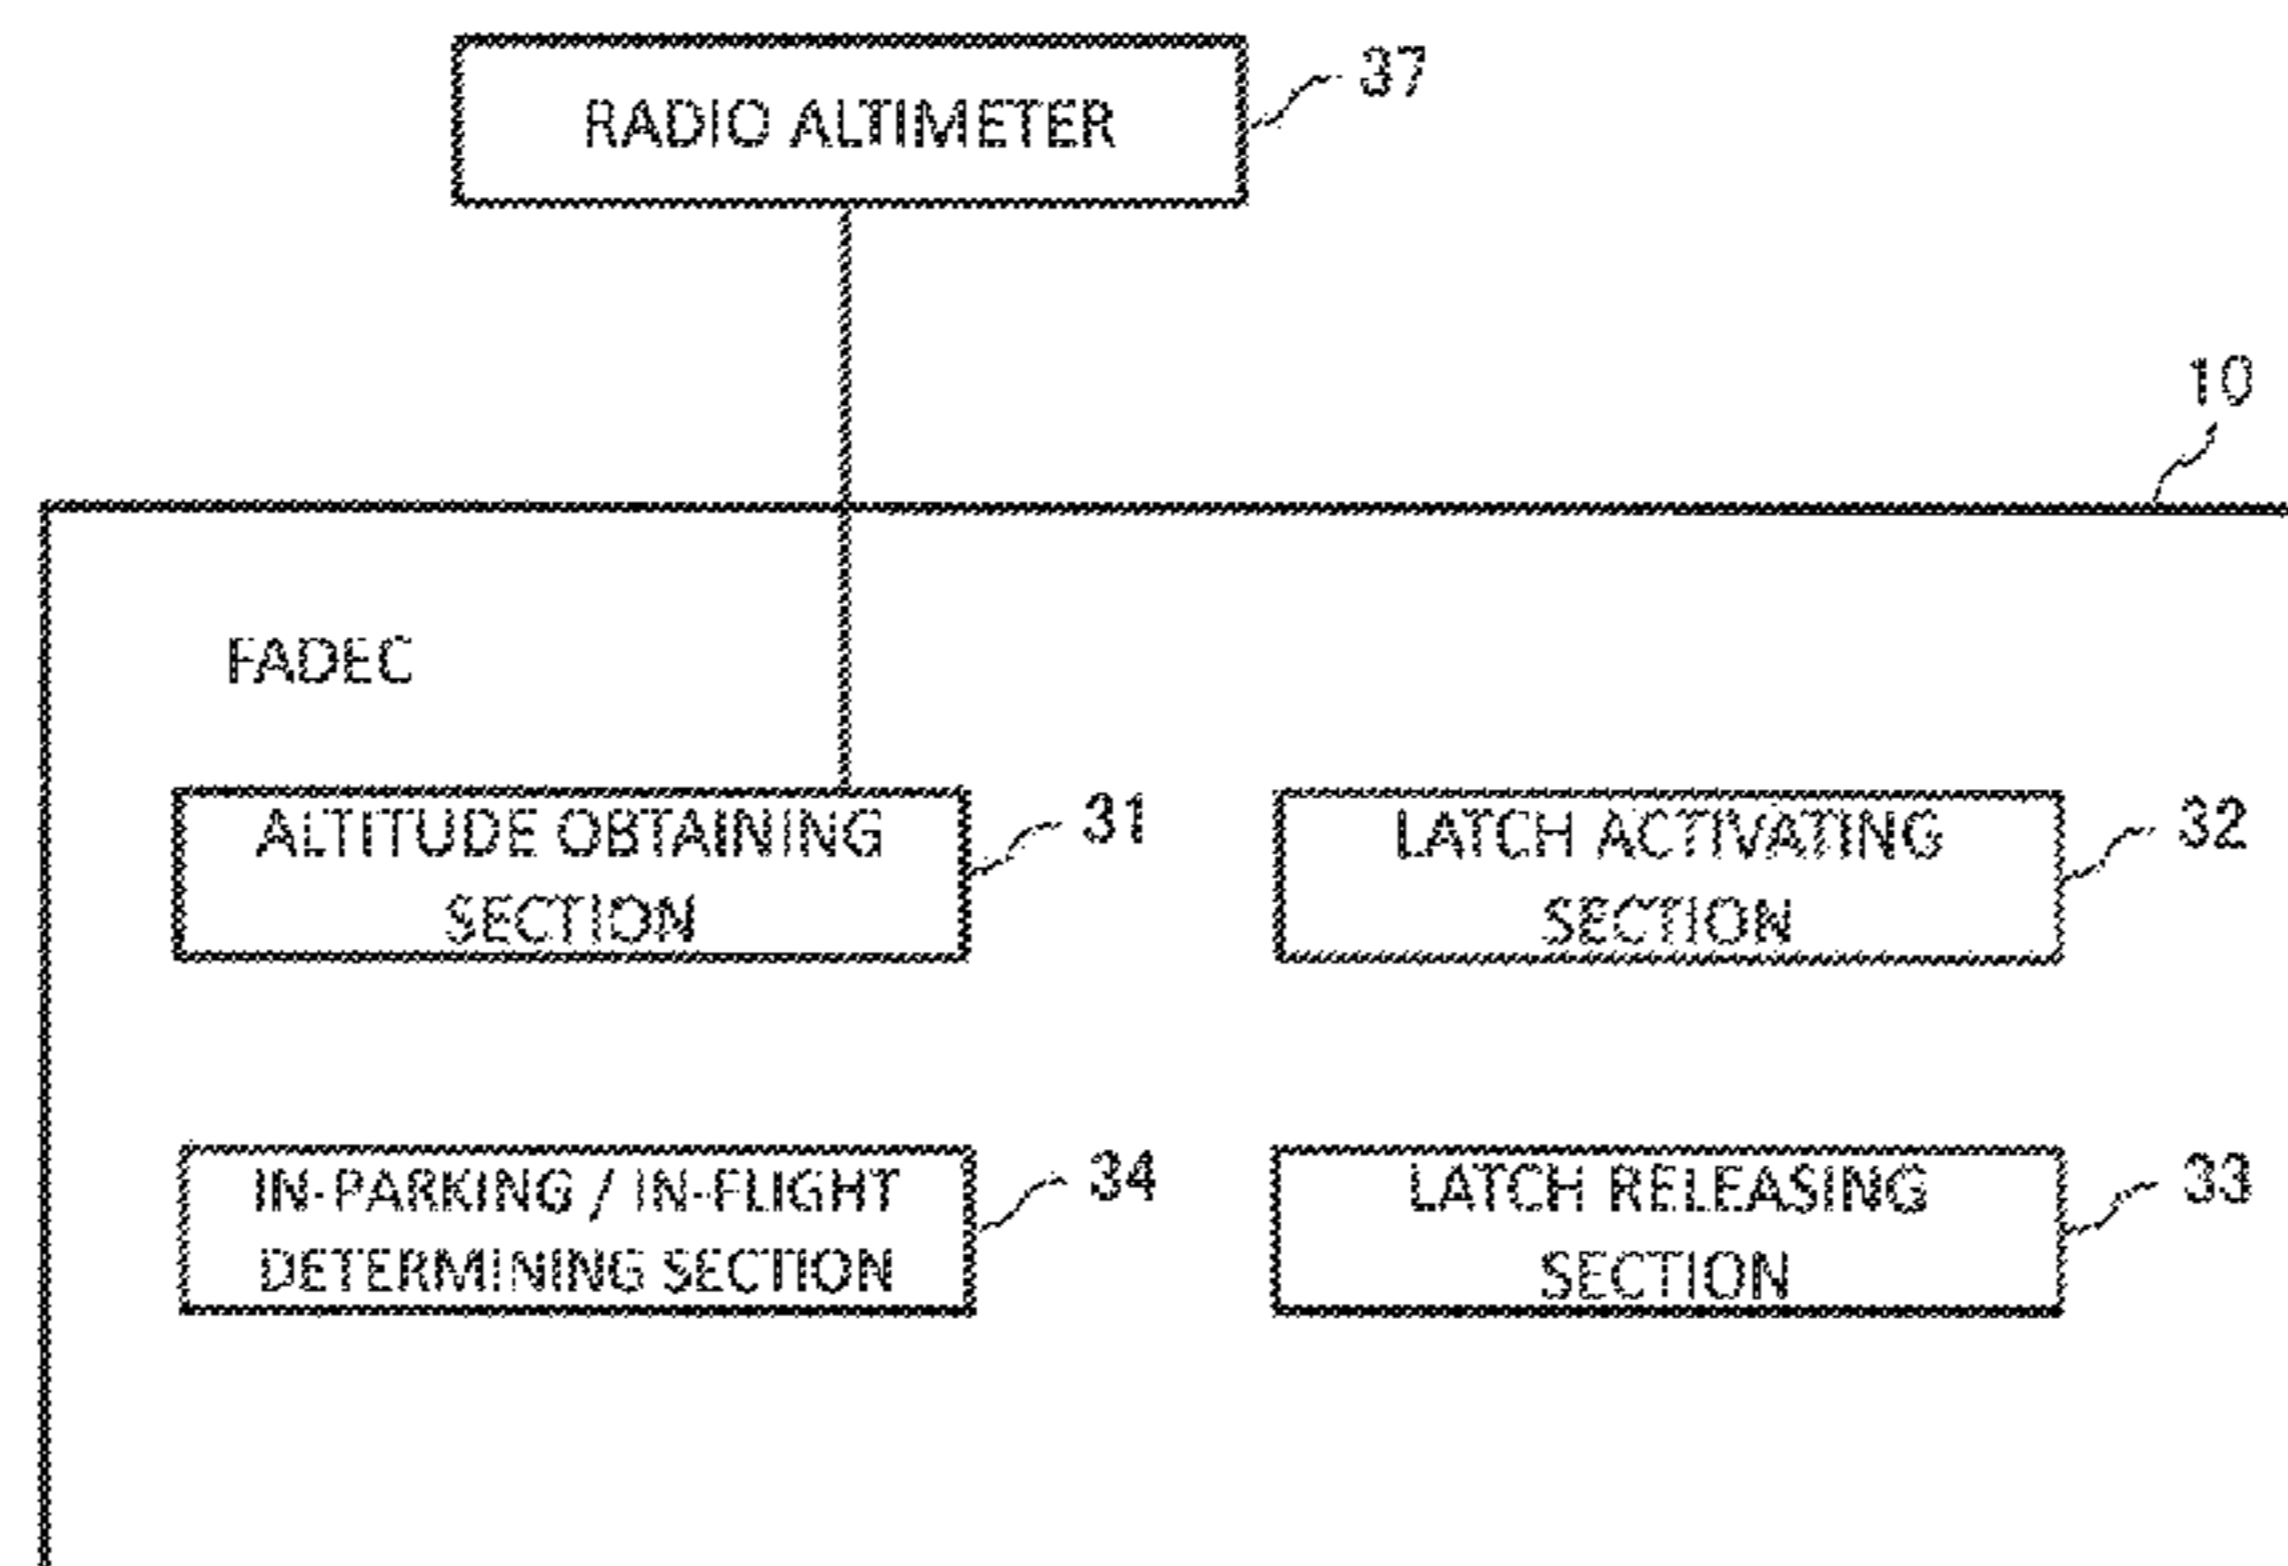 RADIO ALTIMETER
37
10
FADEC
ALTITUDE OBTAINING
SECTION
31
LATCH ACTIVATING
SECTION
32
IN-PARKING / IN-FLIGHT
DETERMINING SECTION
34
LATCH RELEASING
SECTION
33